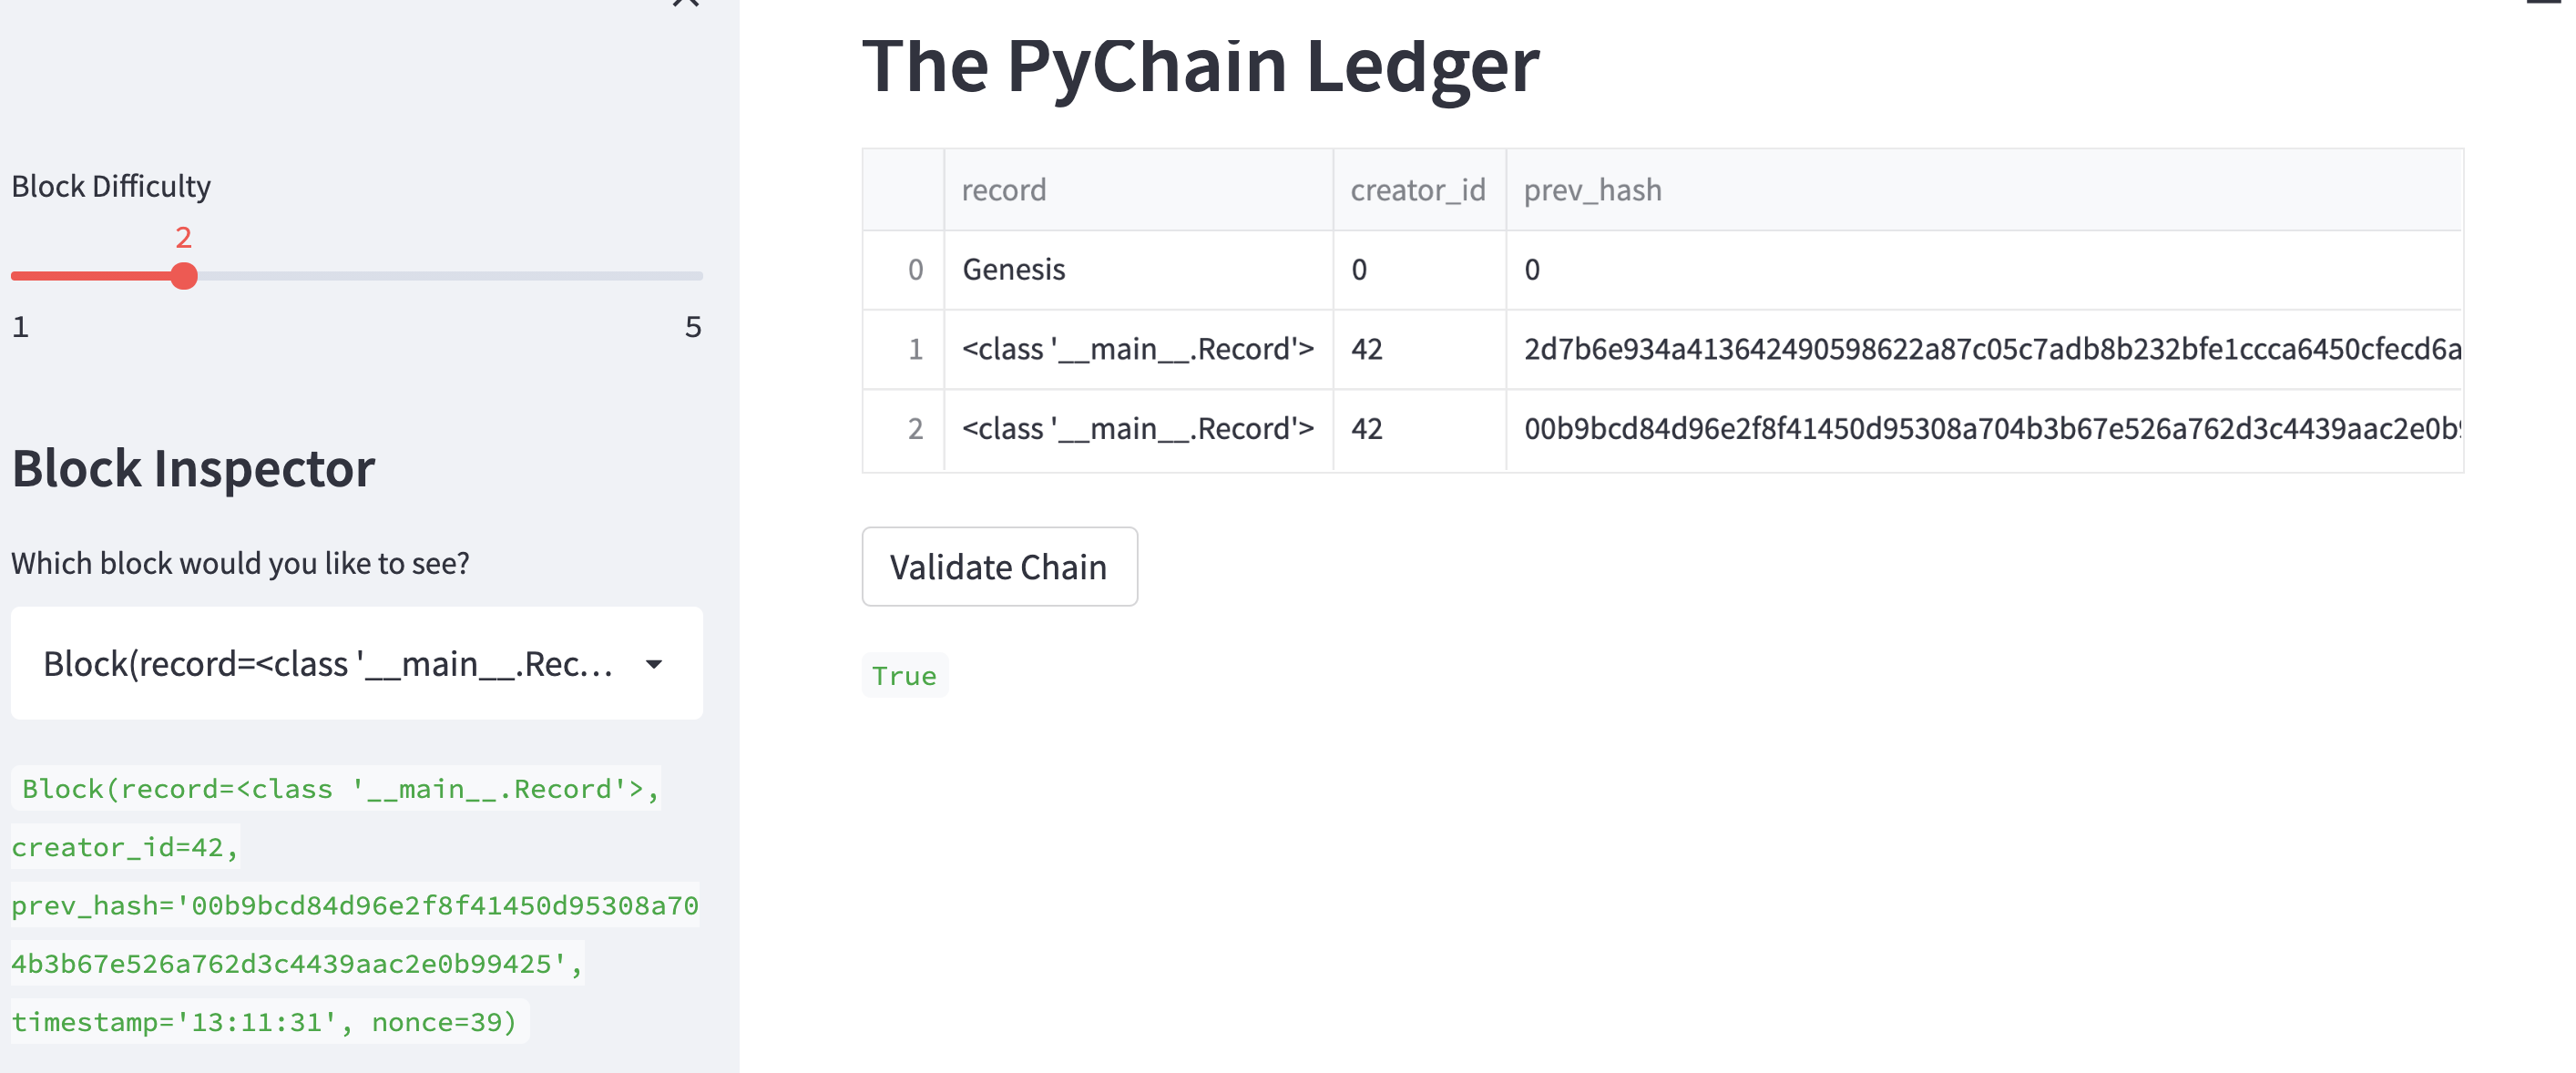 Block Difficulty
2
1 5
Block Inspector
Which block would you like to see?
Block(record=<class '__main__.Rec...
Block(record=<class '__main__.Record'>,
creator_id=42,
prev_hash='00b9bcd84d96e2f8f41450d95308a70
4b3b67e526a762d3c4439aac2e0b99425',
timestamp='13:11:31', nonce=39)
The PyChain Ledger
record creator_id prev_hash
0 Genesis 0 0
1 <class '__main__.Record'> 42 2d7b6e934a413642490598622a87c05c7adb8b232bfe1ccca6450cfecd6a
2 <class '__main__.Record'> 42 00b9bcd84d96e2f8f41450d95308a704b3b67e526a762d3c4439aac2e0b
Validate Chain
True